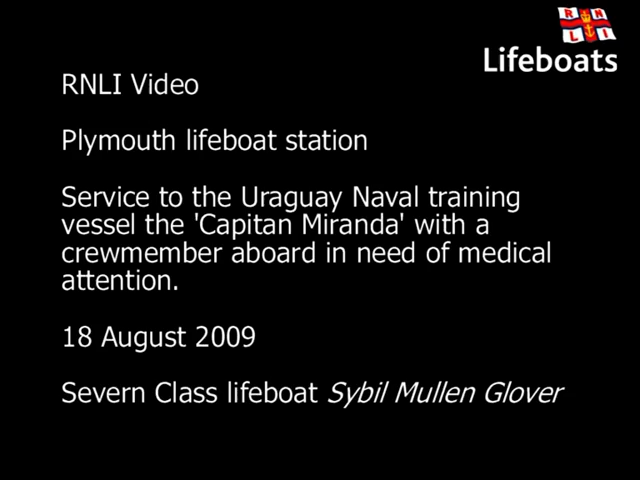 R N
L I
Lifeboats
RNLI Video
Plymouth lifeboat station
Service to the Uraguay Naval training
vessel the 'Capitan Miranda' with a
crewmember aboard in need of medical
attention.
18 August 2009
Severn Class lifeboat Sybil Mullen Glover